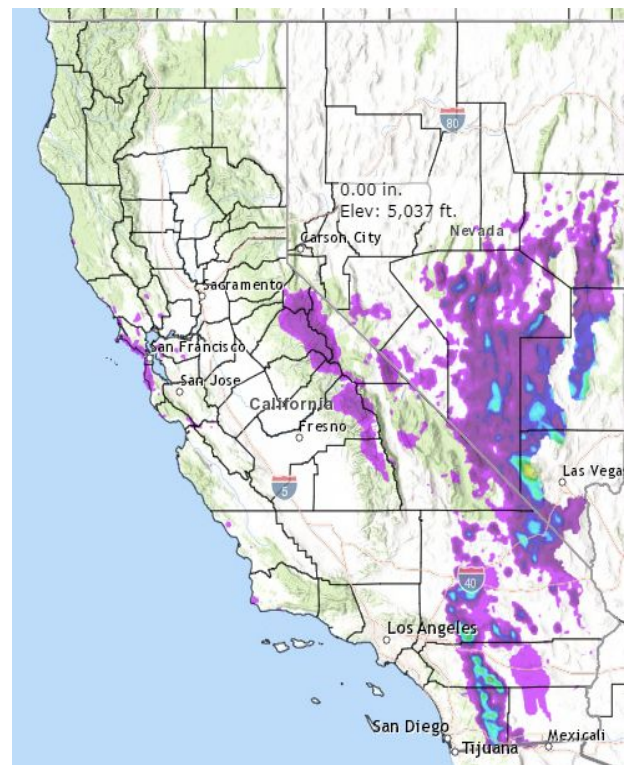 80
0.00 in.
Elev: 5,037 ft.
Carson City
Nevada
Sacramento
San Francisco
San Jose
California
Fresno
5
Las Vegas
40
Los Angeles
San Diego
Tijuana
Mexicali